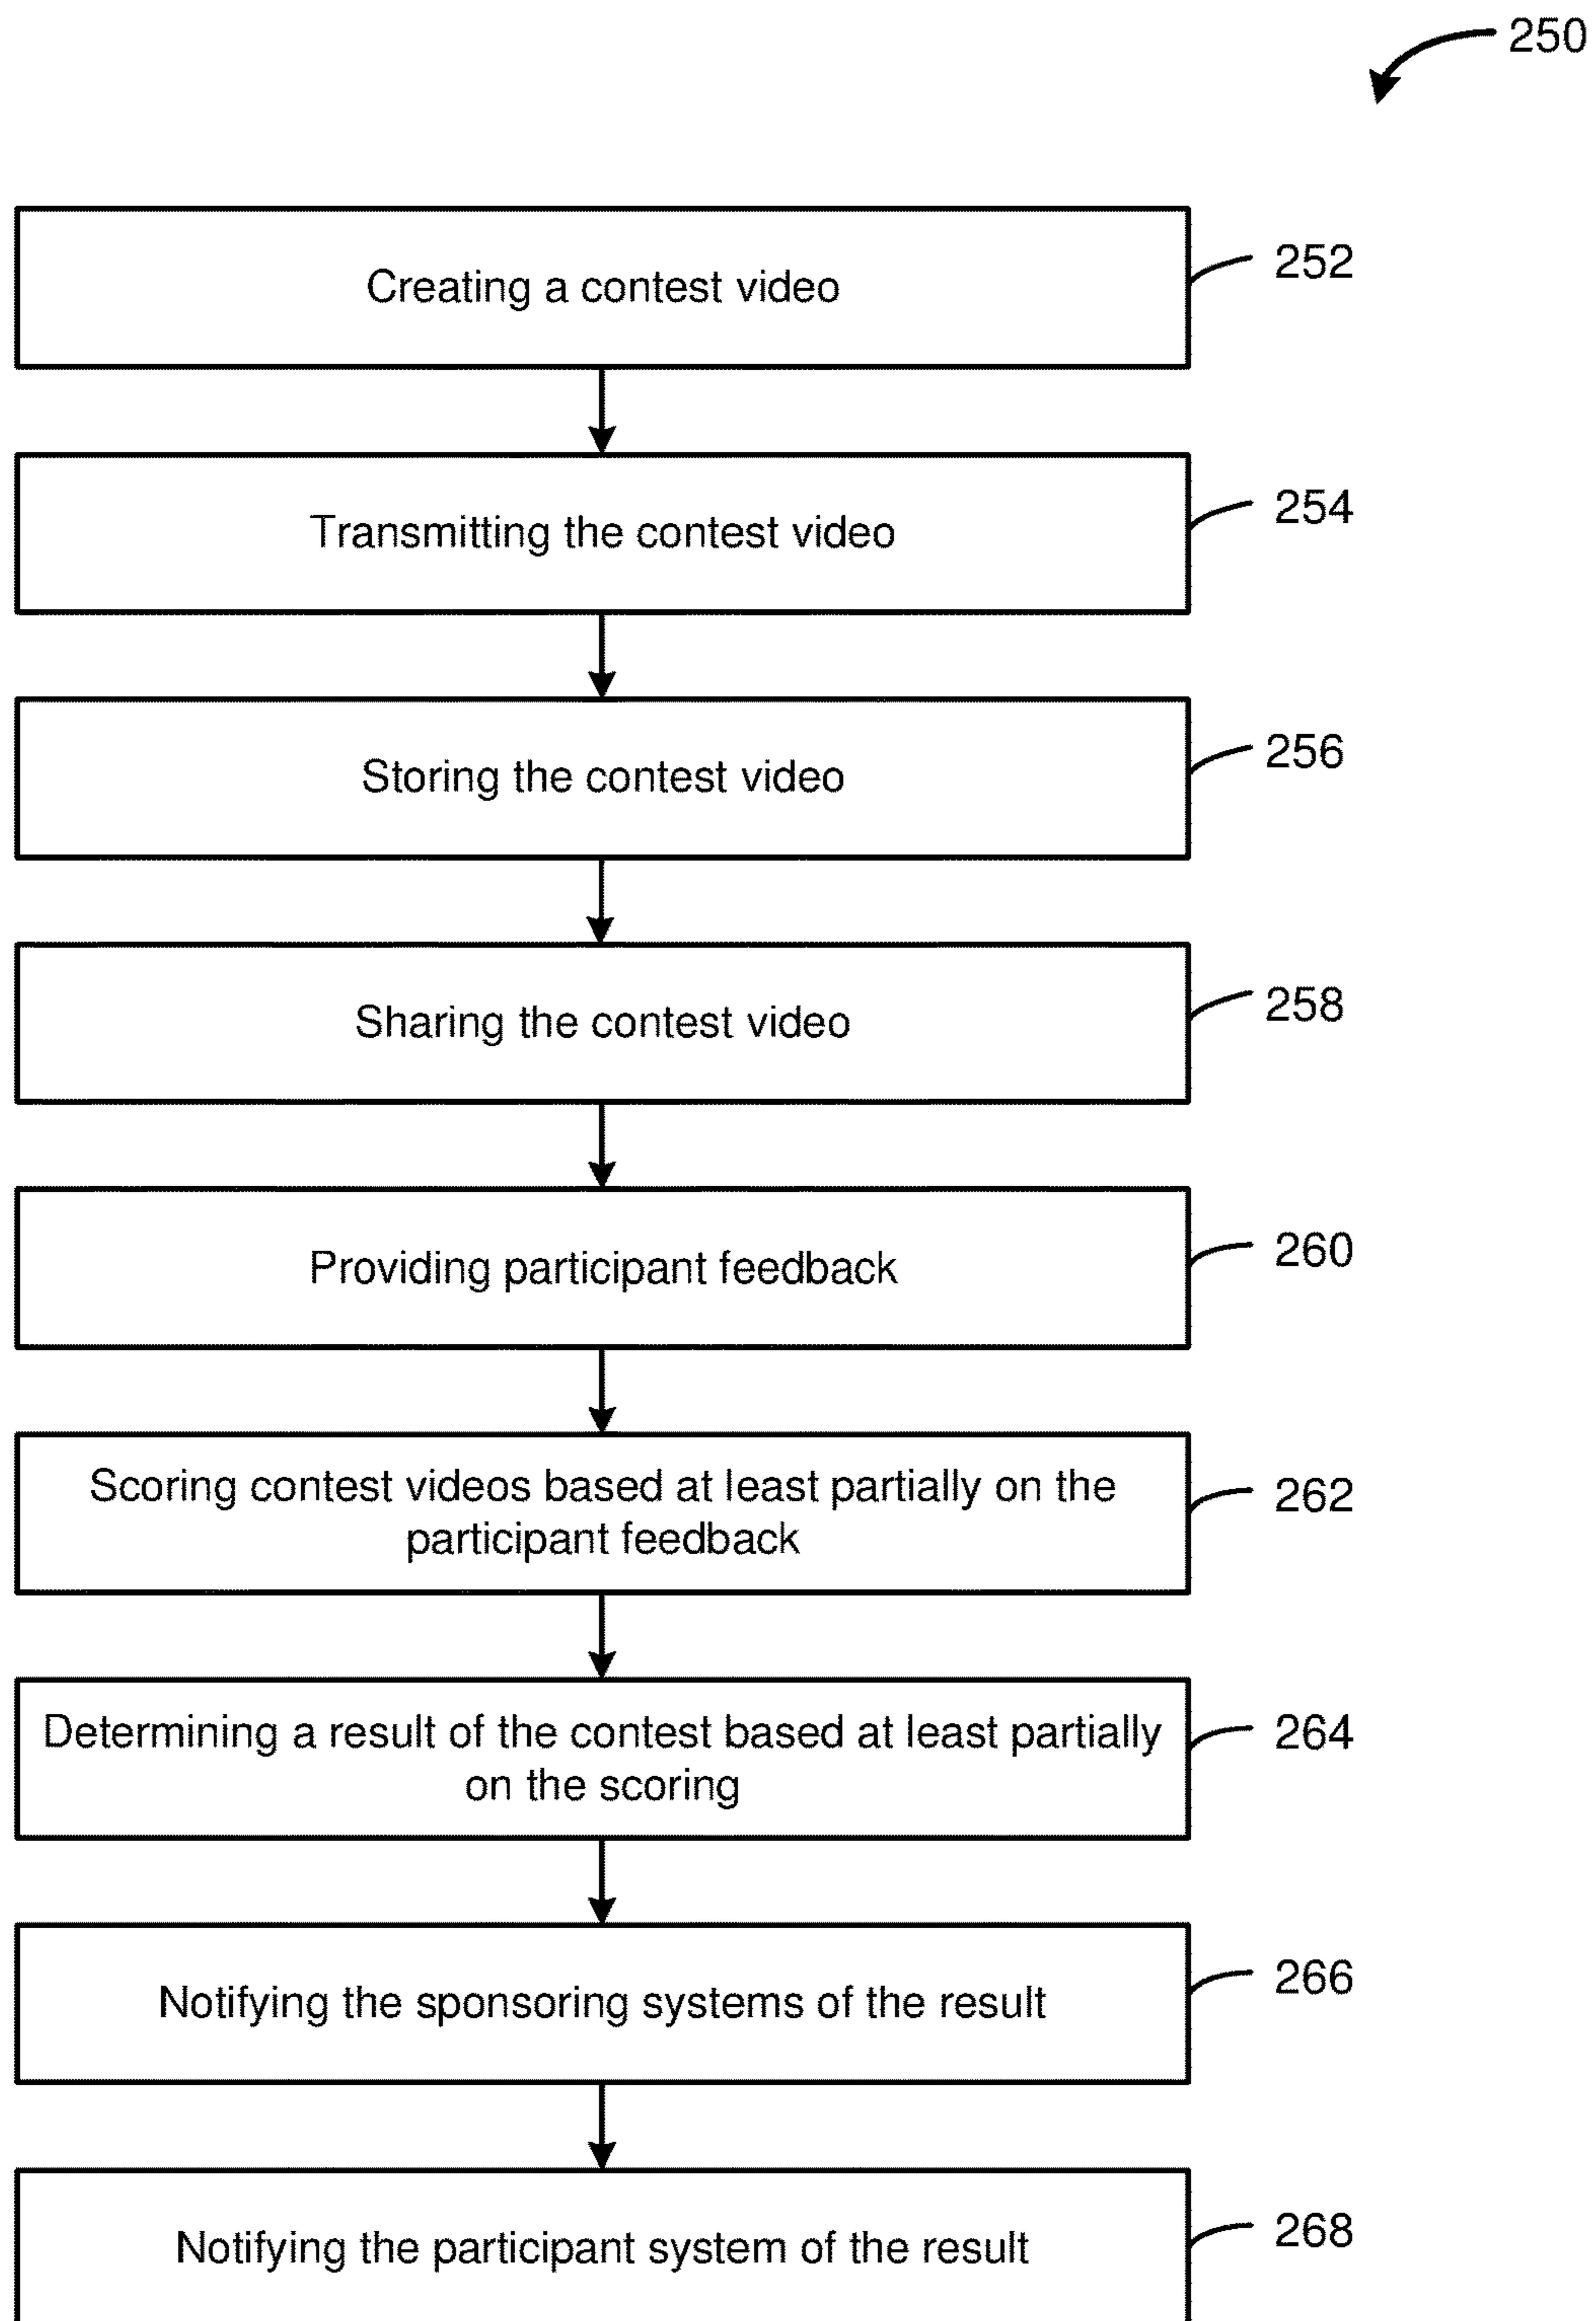 250
Creating a contest video
252
Transmitting the contest video
254
Storing the contest video
256
Sharing the contest video
258
Providing participant feedback
260
Scoring contest videos based at least partially on the
participant feedback
262
Determining a result of the contest based at least partially
on the scoring
264
Notifying the sponsoring systems of the result
266
Notifying the participant system of the result
268